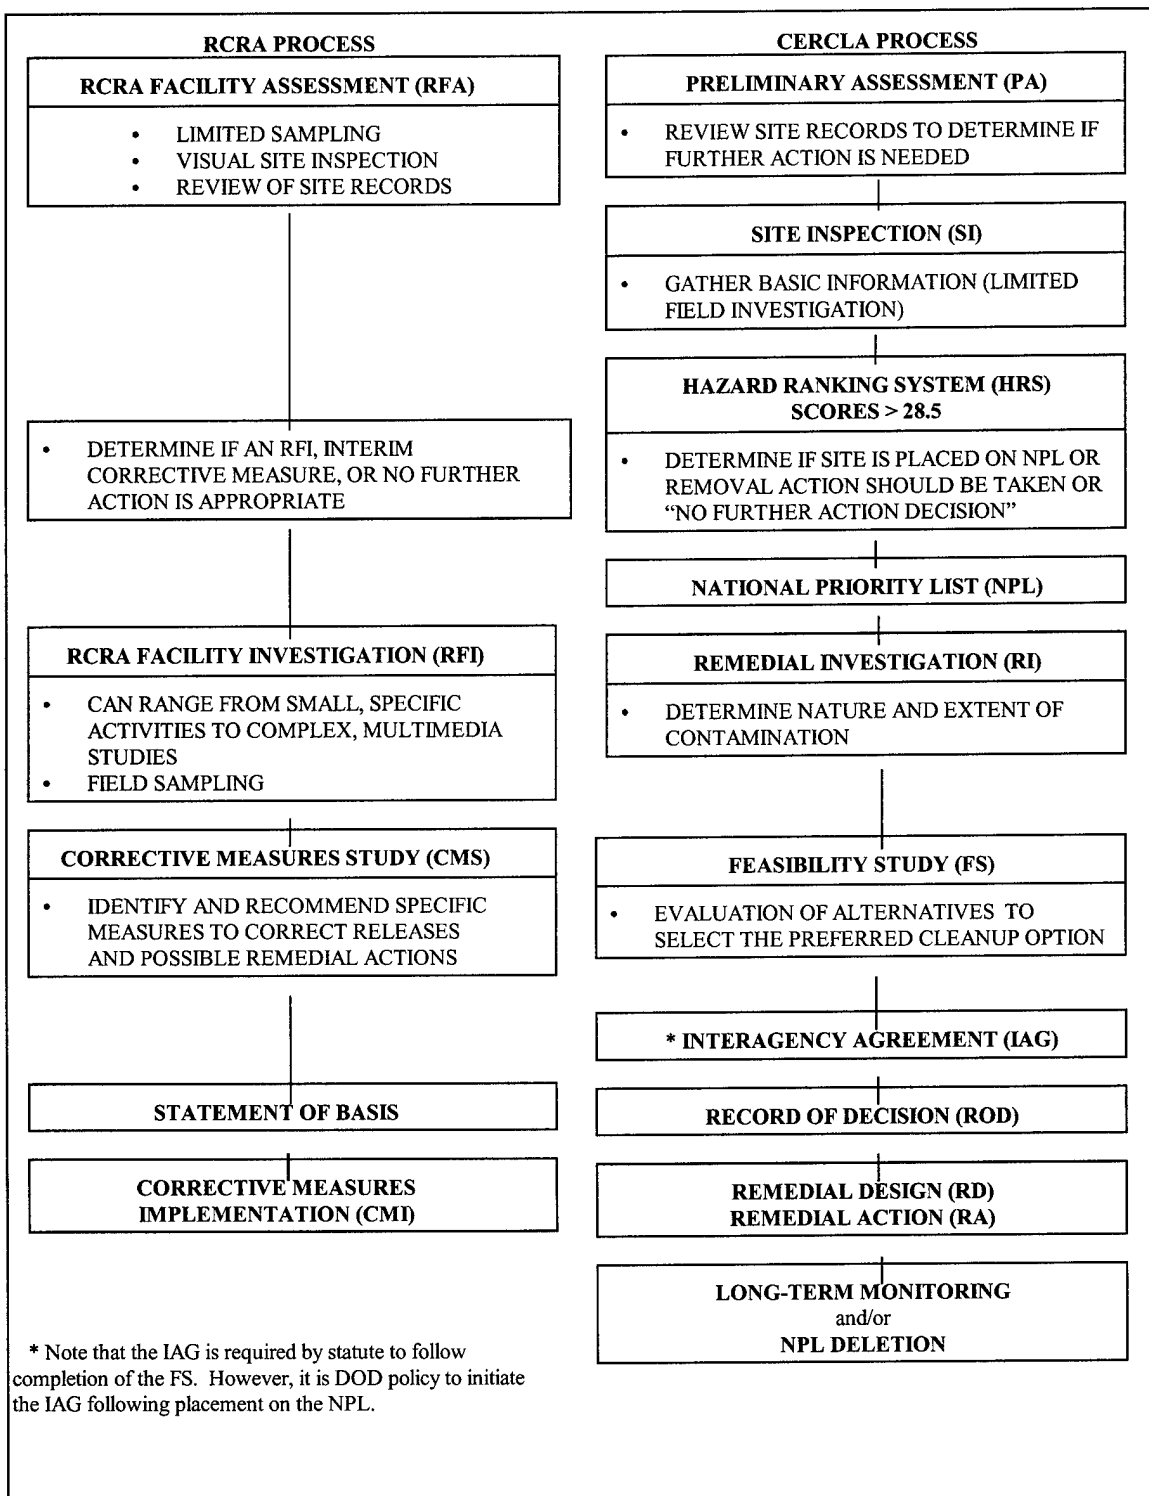 RCRA PROCESS
RCRA FACILITY ASSESSMENT (RFA)
• LIMITED SAMPLING
• VISUAL SITE INSPECTION
• REVIEW OF SITE RECORDS
• DETERMINE IF AN RFI, INTERIM
CORRECTIVE MEASURE, OR NO FURTHER
ACTION IS APPROPRIATE
RCRA FACILITY INVESTIGATION (RFI)
• CAN RANGE FROM SMALL, SPECIFIC
ACTIVITIES TO COMPLEX, MULTIMEDIA
STUDIES
• FIELD SAMPLING
CORRECTIVE MEASURES STUDY (CMS)
• IDENTIFY AND RECOMMEND SPECIFIC
MEASURES TO CORRECT RELEASES
AND POSSIBLE REMEDIAL ACTIONS
STATEMENT OF BASIS
CORRECTIVE MEASURES
IMPLEMENTATION (CMI)
CERCLA PROCESS
PRELIMINARY ASSESSMENT (PA)
• REVIEW SITE RECORDS TO DETERMINE IF
FURTHER ACTION IS NEEDED
SITE INSPECTION (SI)
• GATHER BASIC INFORMATION (LIMITED
FIELD INVESTIGATION)
HAZARD RANKING SYSTEM (HRS)
SCORES > 28.5
• DETERMINE IF SITE IS PLACED ON NPL OR
REMOVAL ACTION SHOULD BE TAKEN OR
“NO FURTHER ACTION DECISION”
NATIONAL PRIORITY LIST (NPL)
REMEDIAL INVESTIGATION (RI)
• DETERMINE NATURE AND EXTENT OF
CONTAMINATION
FEASIBILITY STUDY (FS)
• EVALUATION OF ALTERNATIVES TO
SELECT THE PREFERRED CLEANUP OPTION
* INTERAGENCY AGREEMENT (IAG)
RECORD OF DECISION (ROD)
REMEDIAL DESIGN (RD)
REMEDIAL ACTION (RA)
LONG-TERM MONITORING
and/or
NPL DELETION
* Note that the IAG is required by statute to follow
completion of the FS. However, it is DOD policy to initiate
the IAG following placement on the NPL.